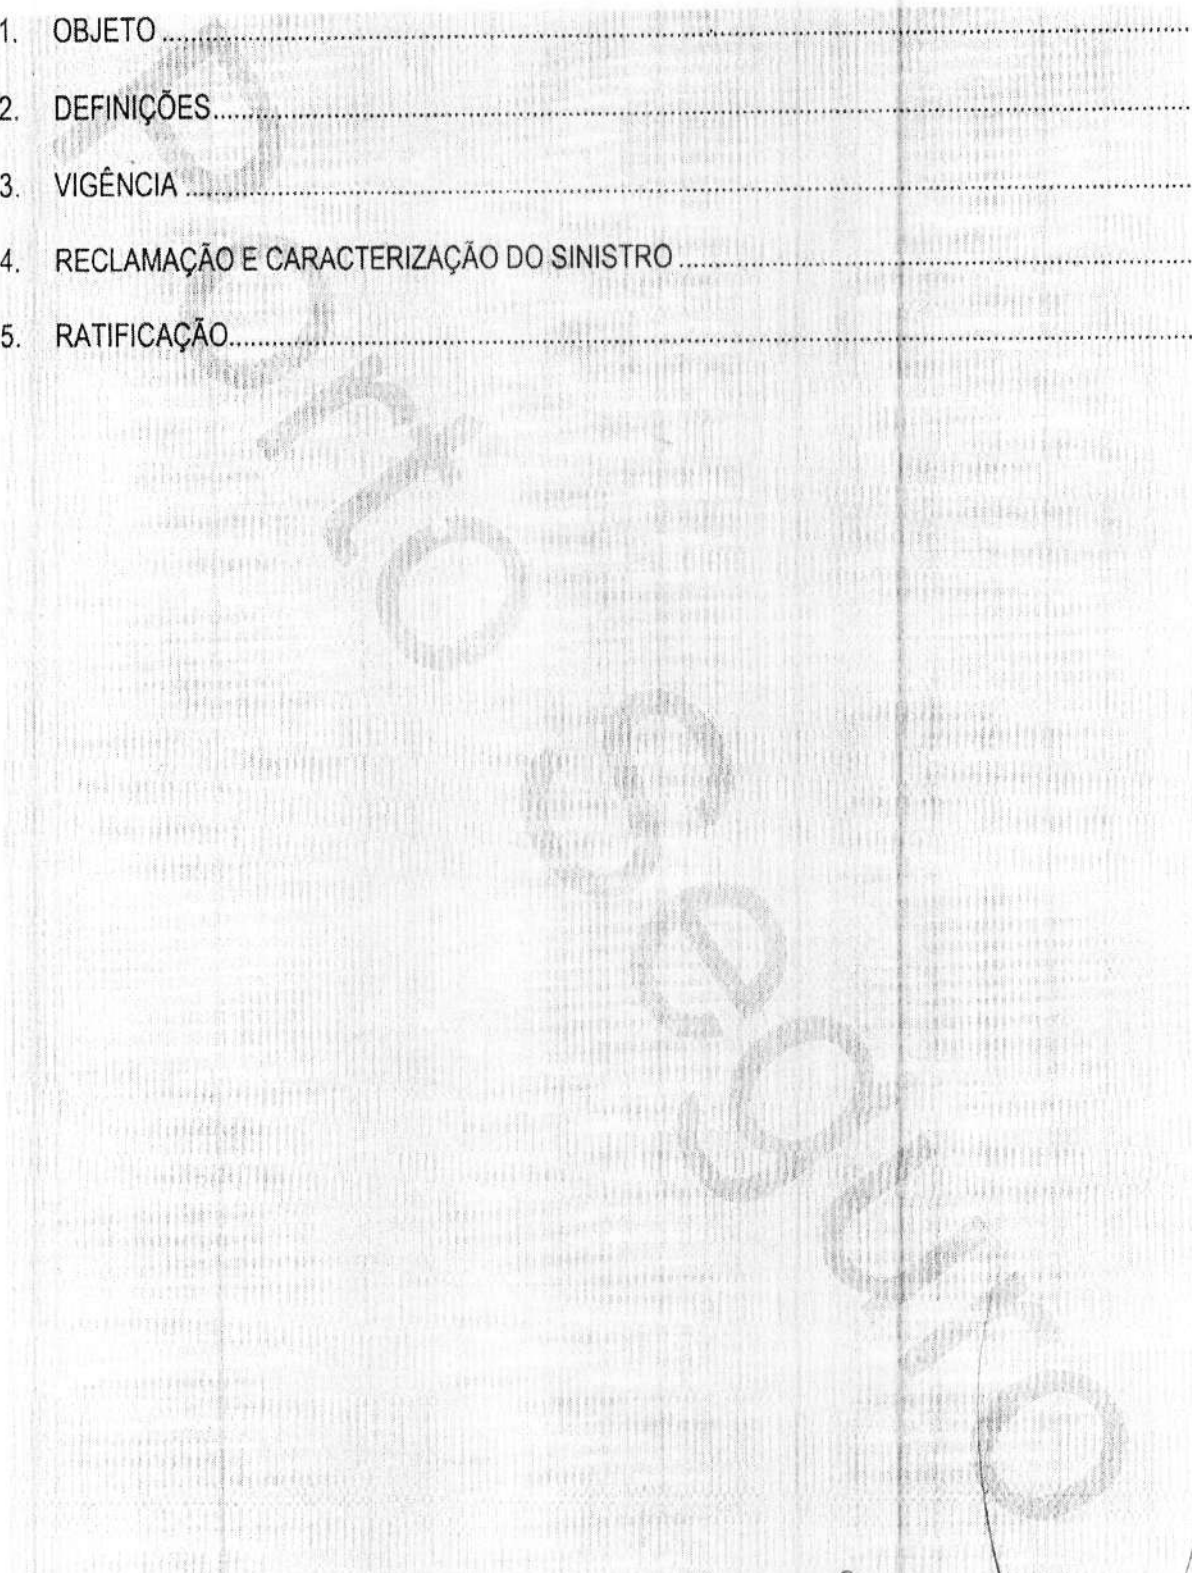 1. OBJETO ........................................................................
2. DEFINIÇÕES ........................................................................
3. VIGÊNCIA ........................................................................
4. RECLAMAÇÃO E CARACTERIZAÇÃO DO SINISTRO ........................................................................
5. RATIFICAÇÃO ........................................................................